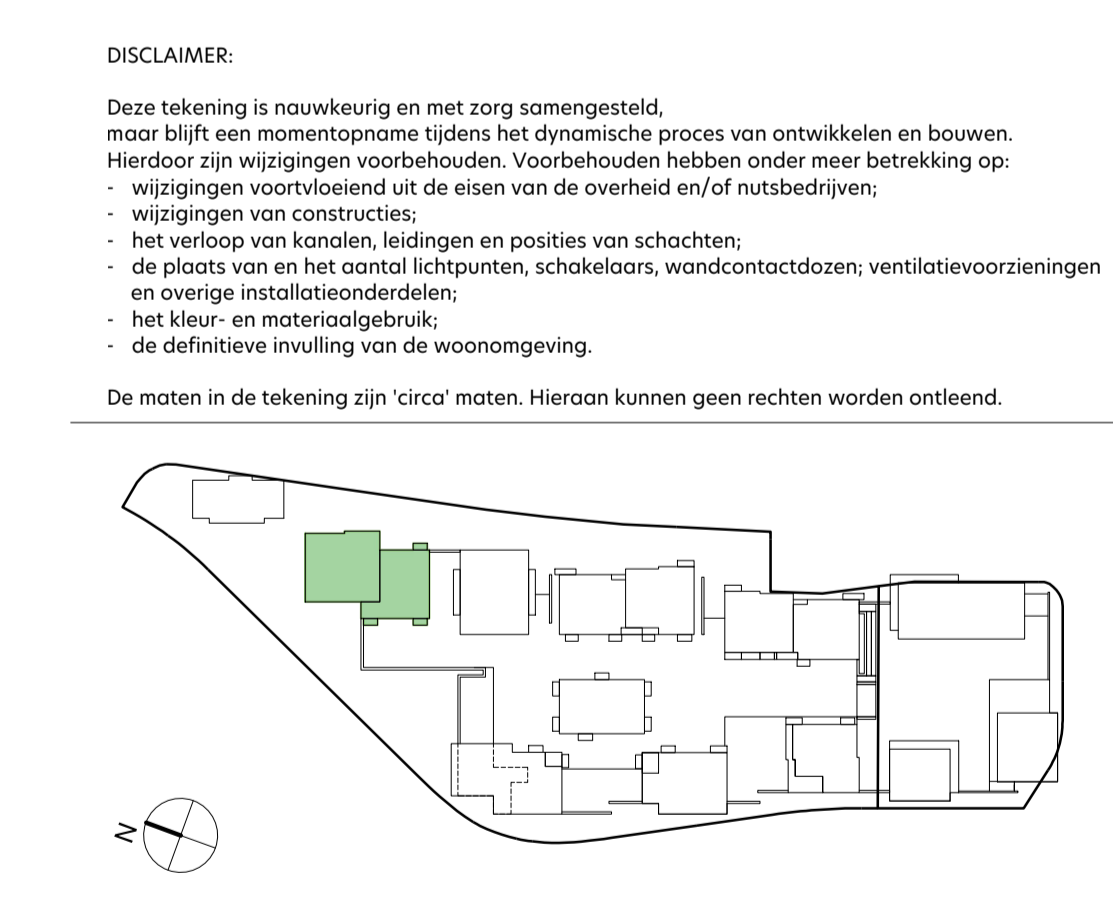 DISCLAIMER:
Deze tekening is nauwkeurig en met zorg samengesteld,
maar blijft een momentopname tijdens het dynamische proces van ontwikkelen en bouwen.
Hierdoor zijn wijzigingen voorbehouden. Voorbehouden hebben onder meer betrekking op:
- wijzigingen voortvloeiend uit de eisen van de overheid en/of nutsbedrijven;
- wijzigingen van constructies;
- het verloop van kanalen, leidingen en posities van schachten;
- de plaats van en het aantal lichtpunten, schakelaars, wandcontactdozen; ventilatievoorzieningen
en overige installatieonderdelen;
- het kleur- en materiaalgebruik;
- de definitieve invulling van de woonomgeving.
De maten in de tekening zijn 'circa' maten. Hieraan kunnen geen rechten worden ontleend.
N